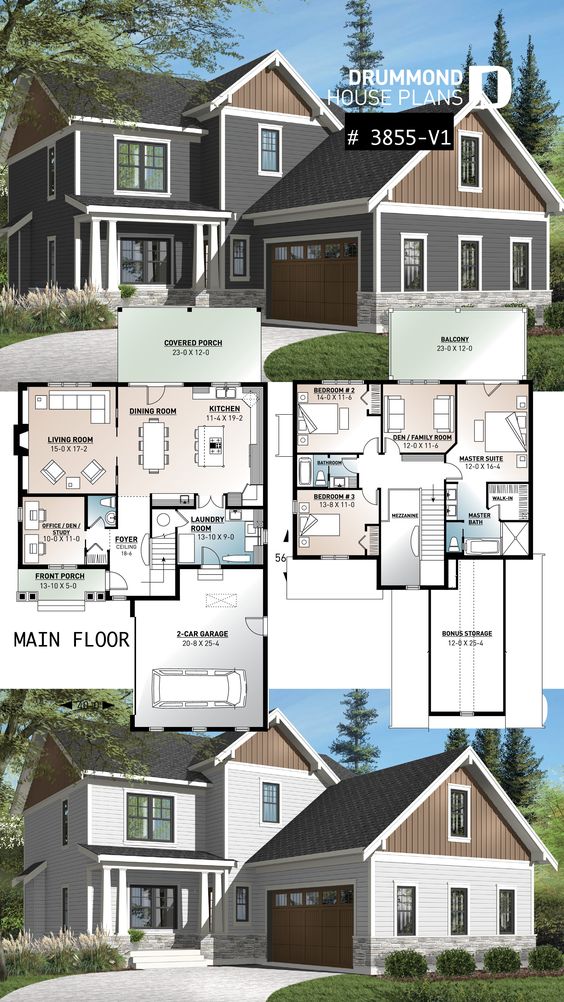 DRUMMOND
HOUSE PLANS
# 3855-V1
COVERED PORCH
23-0 X 12-0
DINING ROOM
KITCHEN
11-4 X 19-2
LIVING ROOM
15-0 X 17-2
OFFICE / DEN /
STUDY
10-0 X 11-0
FOYER
CEILING
18-6
LAUNDRY
ROOM
13-10 X 9-0
FRONT PORCH
13-10 X 5-0
MAIN FLOOR
2-CAR GARAGE
20-8 X 25-4
40-0
BALCONY
23-0 X 12-0
BEDROOM # 2
14-0 X 11-6
DEN / FAMILY ROOM
12-0 X 11-6
MASTER SUITE
12-0 X 16-4
BATHROOM
WALK-IN
BEDROOM # 3
13-8 X 11-0
MEZZANINE
MASTER
BATH
56
BONUS STORAGE
12-0 X 25-4